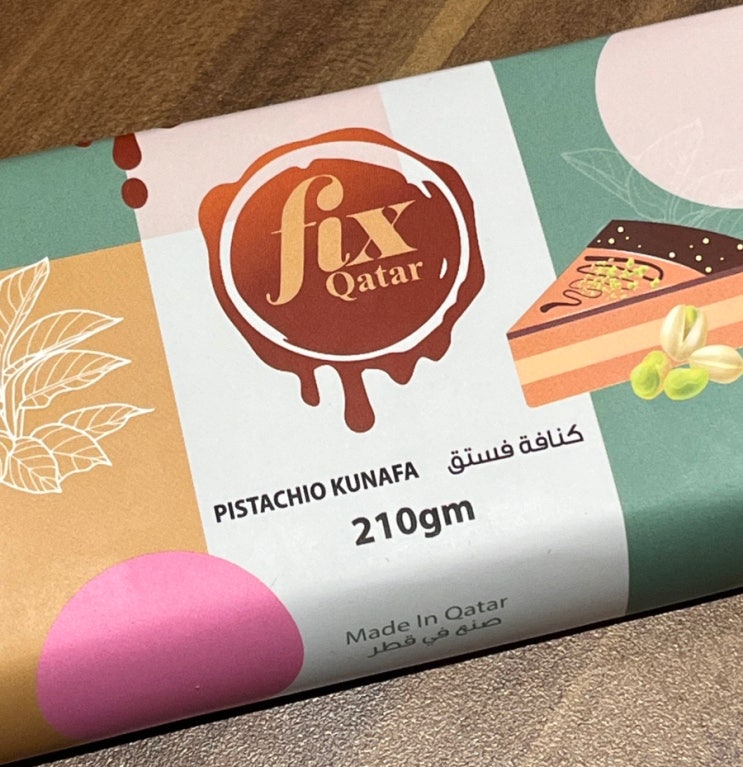 fix
Qatar
PISTACHIO KUNAFA كنافة فستق
210gm
Made In Qatar
صنع في قطر